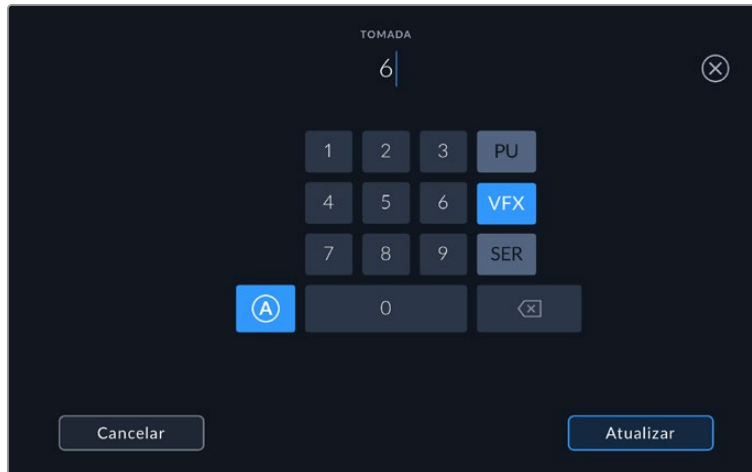 TOMADA
6
1 2 3 PU
4 5 6 VFX
7 8 9 SER
A 0
Cancelar Atualizar